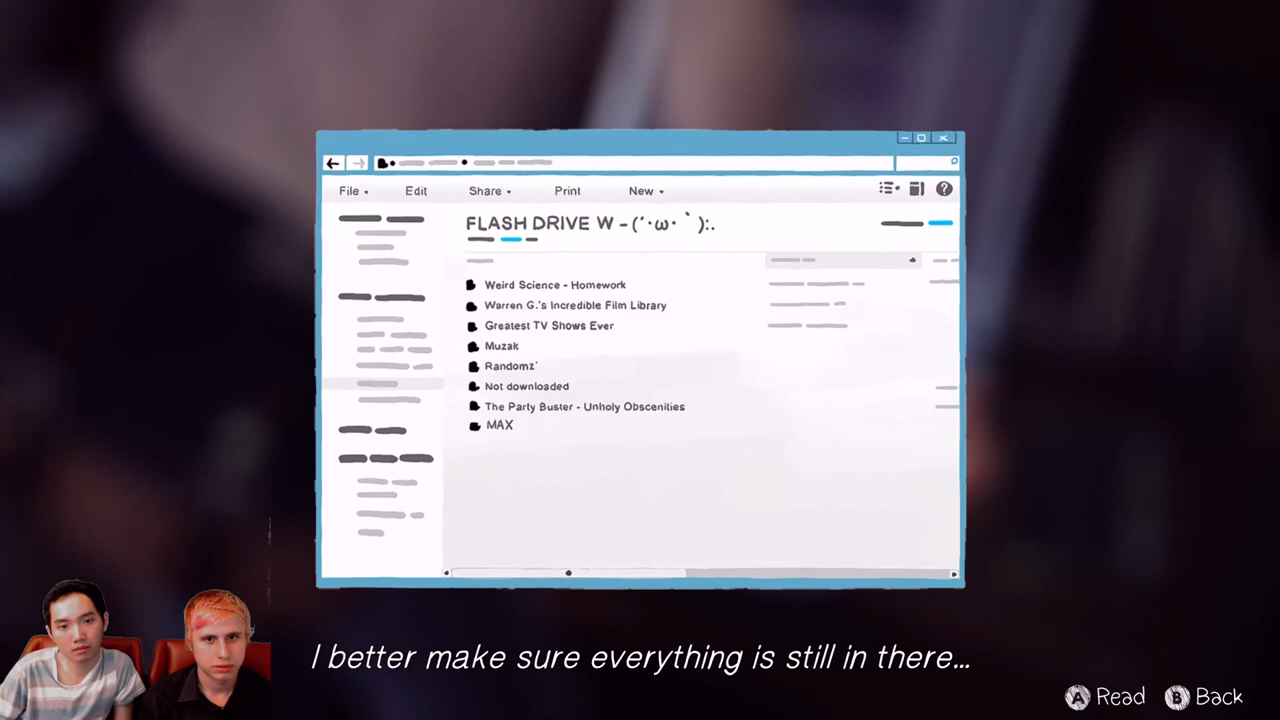 File Edit Share Print New
FLASH DRIVE W -(´･ω･`):.
Weird Science - Homework
Warren G.'s Incredible Film Library
Greatest TV Shows Ever
Muzak
Randomz'
Not downloaded
The Party Buster - Unholy Obscenities
MAX
I better make sure everything is still in there...
A Read B Back